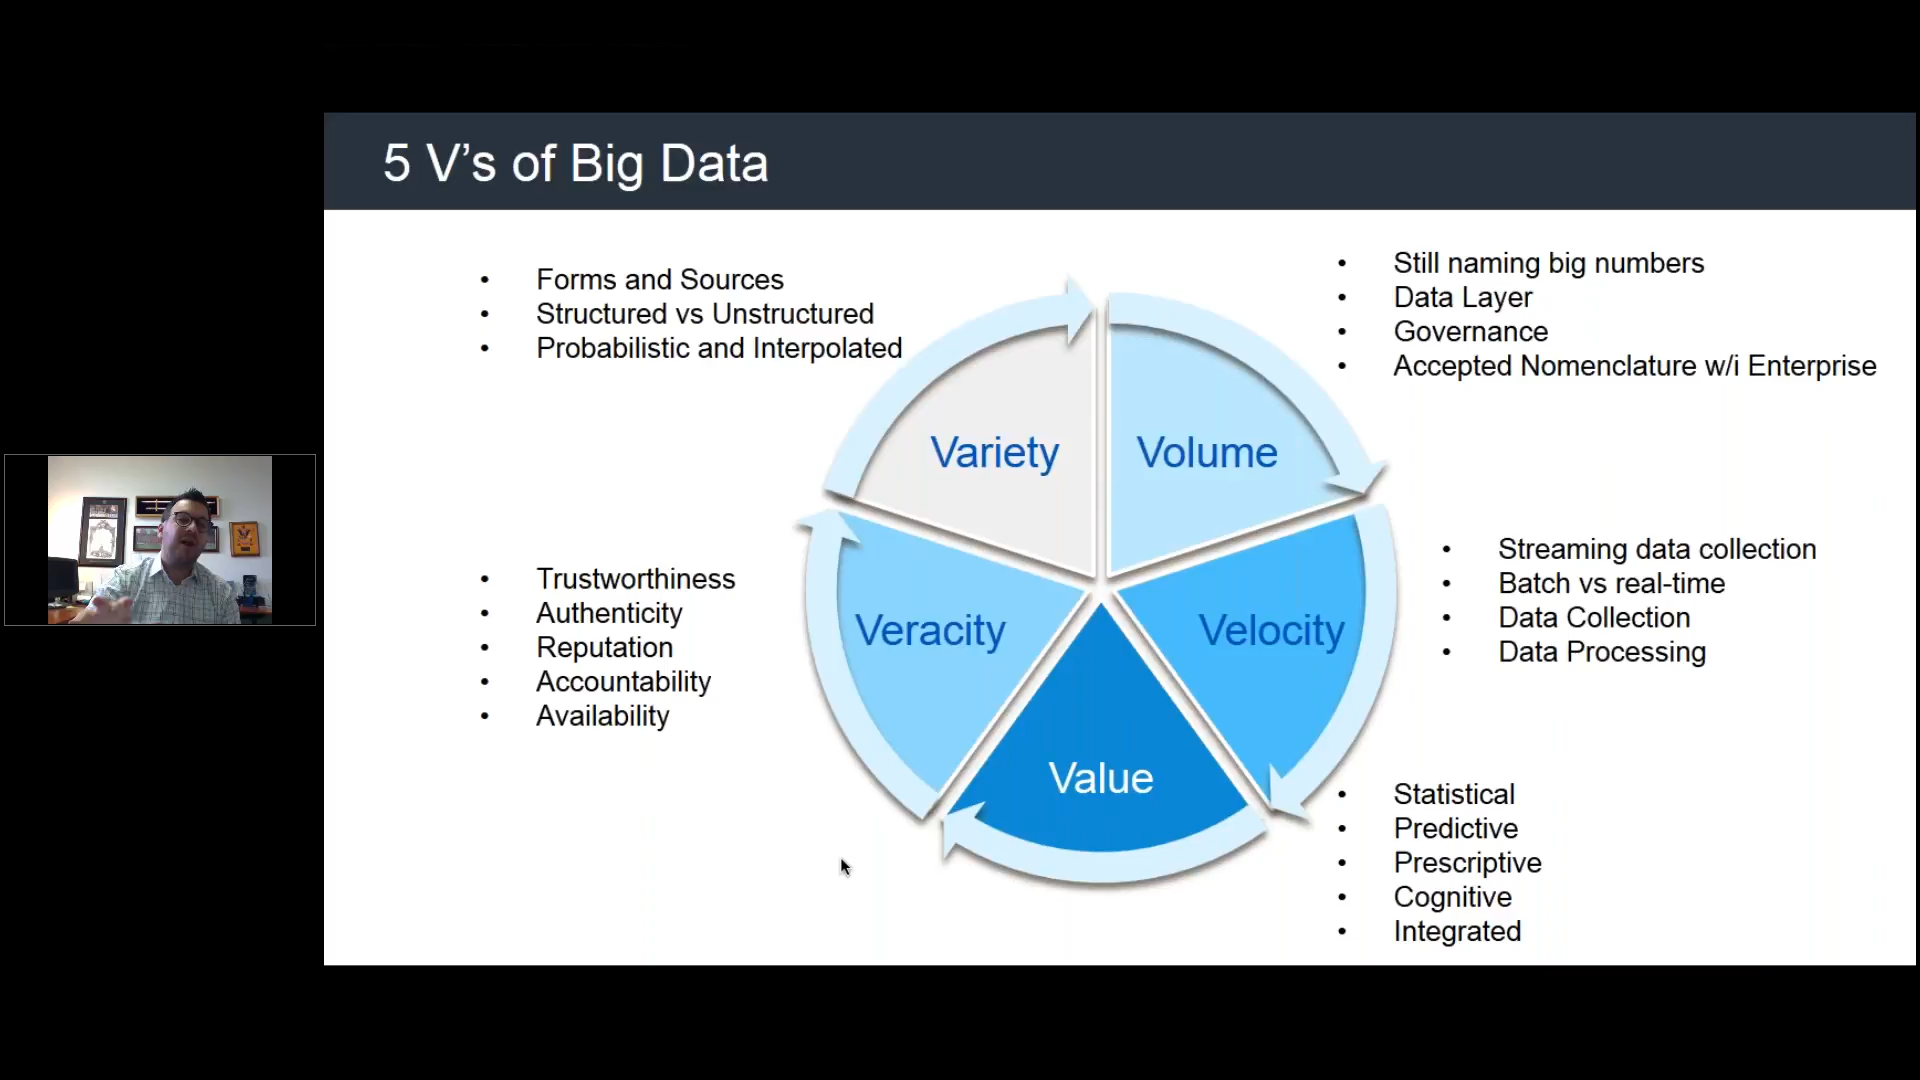 5 V’s of Big Data
• Forms and Sources
• Structured vs Unstructured
• Probabilistic and Interpolated
• Still naming big numbers
• Data Layer
• Governance
• Accepted Nomenclature w/i Enterprise
Variety
Volume
• Trustworthiness
• Authenticity
• Reputation
• Accountability
• Availability
Veracity
Velocity
• Streaming data collection
• Batch vs real-time
• Data Collection
• Data Processing
Value
• Statistical
• Predictive
• Prescriptive
• Cognitive
• Integrated